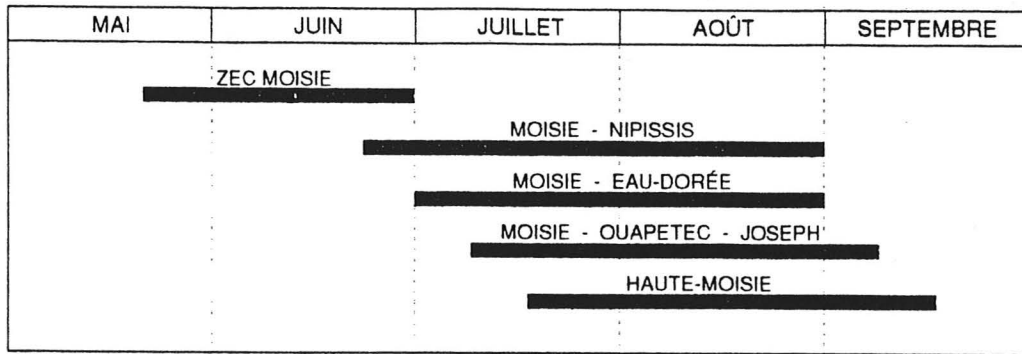 MAI JUIN JUILLET AOÛT SEPTEMBRE
ZEC MOISIE
MOISIE - NIPISSIS
MOISIE - EAU-DORÉE
MOISIE - OUAPETEC - JOSEPH
HAUTE-MOISIE